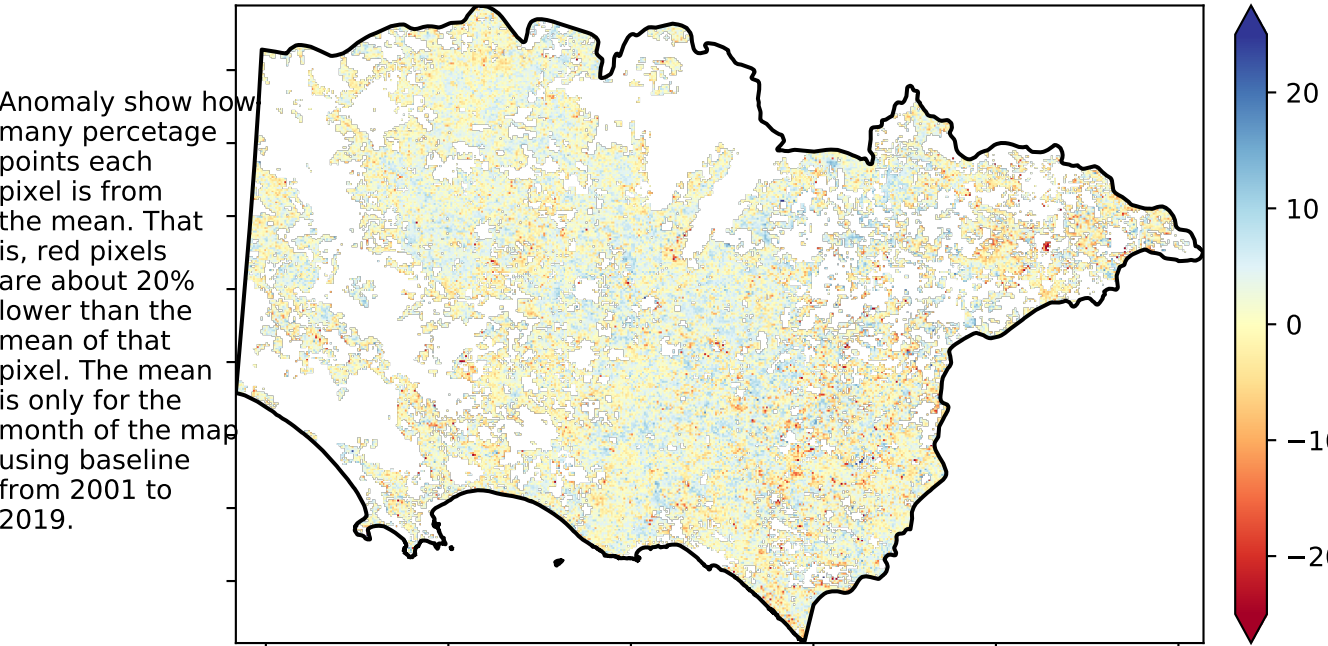 Anomaly show how
many percetage
points each
pixel is from
the mean. That
is, red pixels
are about 20%
lower than the
mean of that
pixel. The mean
is only for the
month of the map
using baseline
from 2001 to
2019.
20
10
0
−10
−20